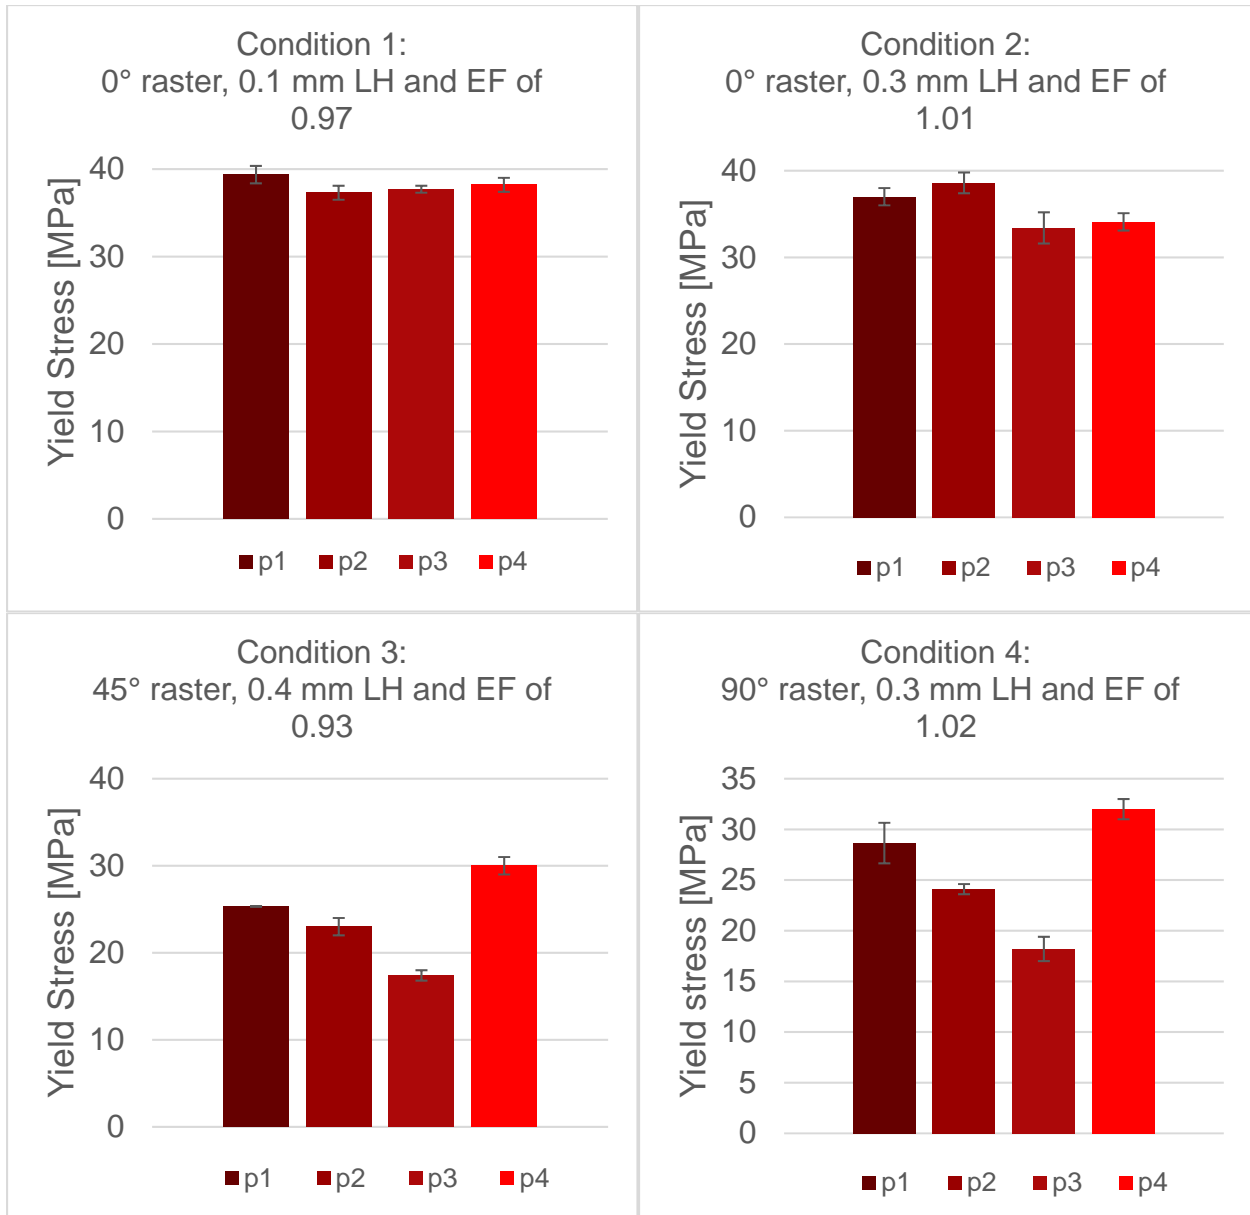 Condition 1:
0° raster, 0.1 mm LH and EF of
0.97
Yield Stress [MPa]
40
30
20
10
0
p1 p2 p3 p4
Condition 2:
0° raster, 0.3 mm LH and EF of
1.01
Yield Stress [MPa]
40
30
20
10
0
p1 p2 p3 p4
Condition 3:
45° raster, 0.4 mm LH and EF of
0.93
Yield Stress [MPa]
40
30
20
10
0
p1 p2 p3 p4
Condition 4:
90° raster, 0.3 mm LH and EF of
1.02
Yield stress [MPa]
35
30
25
20
15
10
5
0
p1 p2 p3 p4